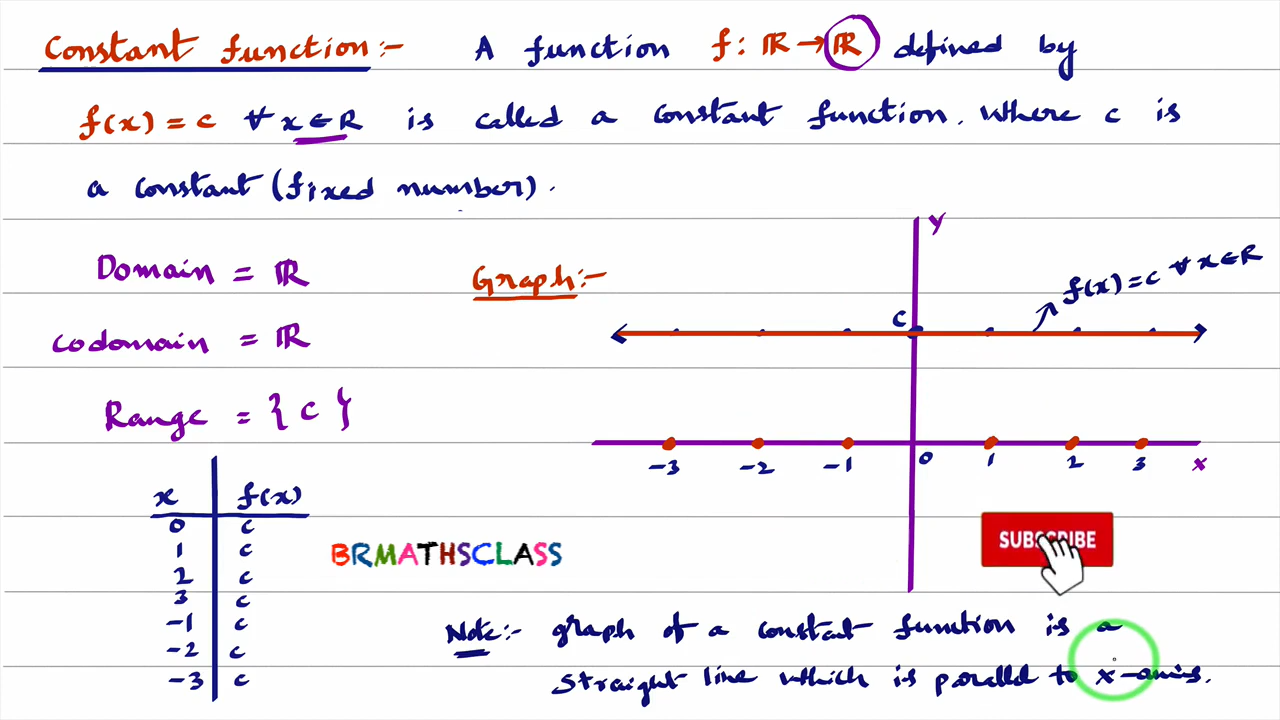 Constant function:- A function f: ℝ→ℝ defined by
f(x) = c ∀ x∈R is called a constant function. Where c is
a constant (fixed number).
Domain = ℝ
codomain = ℝ
Range = {c}
x f(x)
0 c
1 c
2 c
3 c
-1 c
-2 c
-3 c
Graph:-
y
f(x) = c ∀ x∈R
c
-3 -2 -1 0 1 2 3 x
BRMATHSCLASS
SUBSCRIBE
Note:- graph of a constant function is a
straight line which is parallel to x-axis.